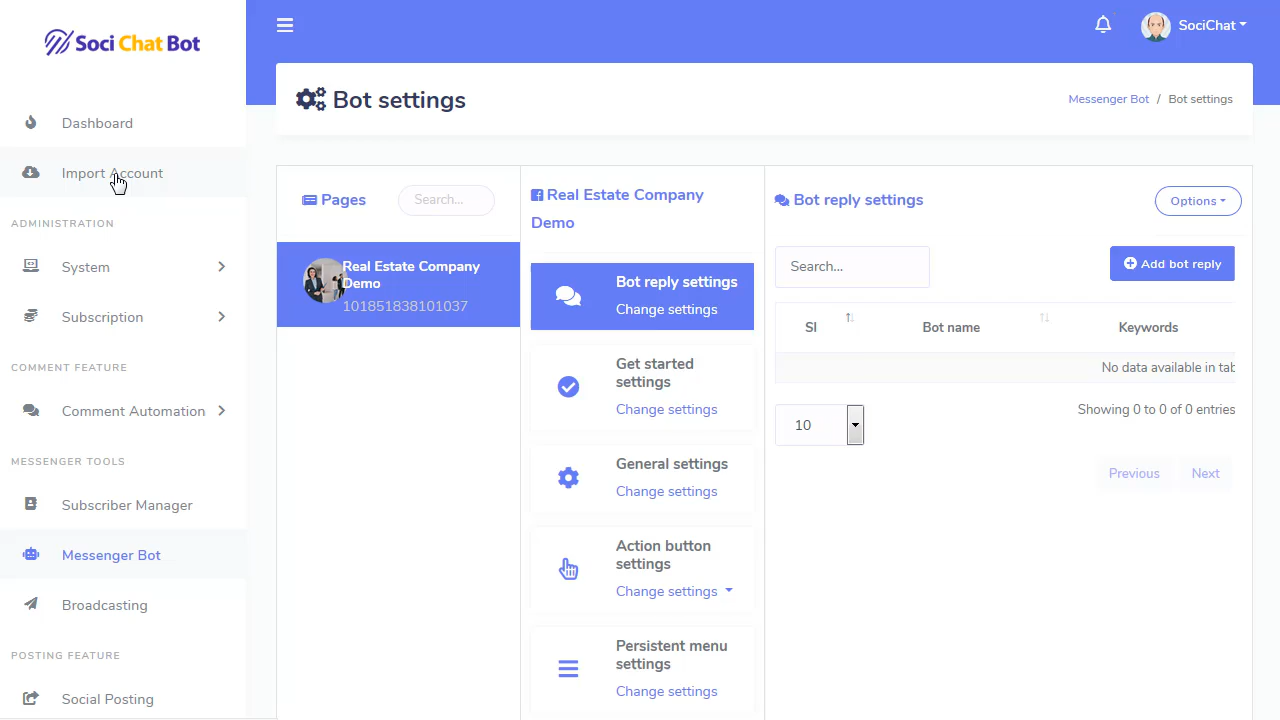 Soci Chat Bot
SociChat
Dashboard
Import Account
ADMINISTRATION
System
Subscription
COMMENT FEATURE
Comment Automation
MESSENGER TOOLS
Subscriber Manager
Messenger Bot
Broadcasting
POSTING FEATURE
Social Posting
Bot settings
Messenger Bot / Bot settings
Pages
Search...
Real Estate Company
Demo
101851838101037
Real Estate Company
Demo
Bot reply settings
Change settings
Get started
settings
Change settings
General settings
Change settings
Action button
settings
Change settings
Persistent menu
settings
Change settings
Bot reply settings
Options
Search...
Add bot reply
Sl
Bot name
Keywords
No data available in tab
10
Showing 0 to 0 of 0 entries
Previous
Next